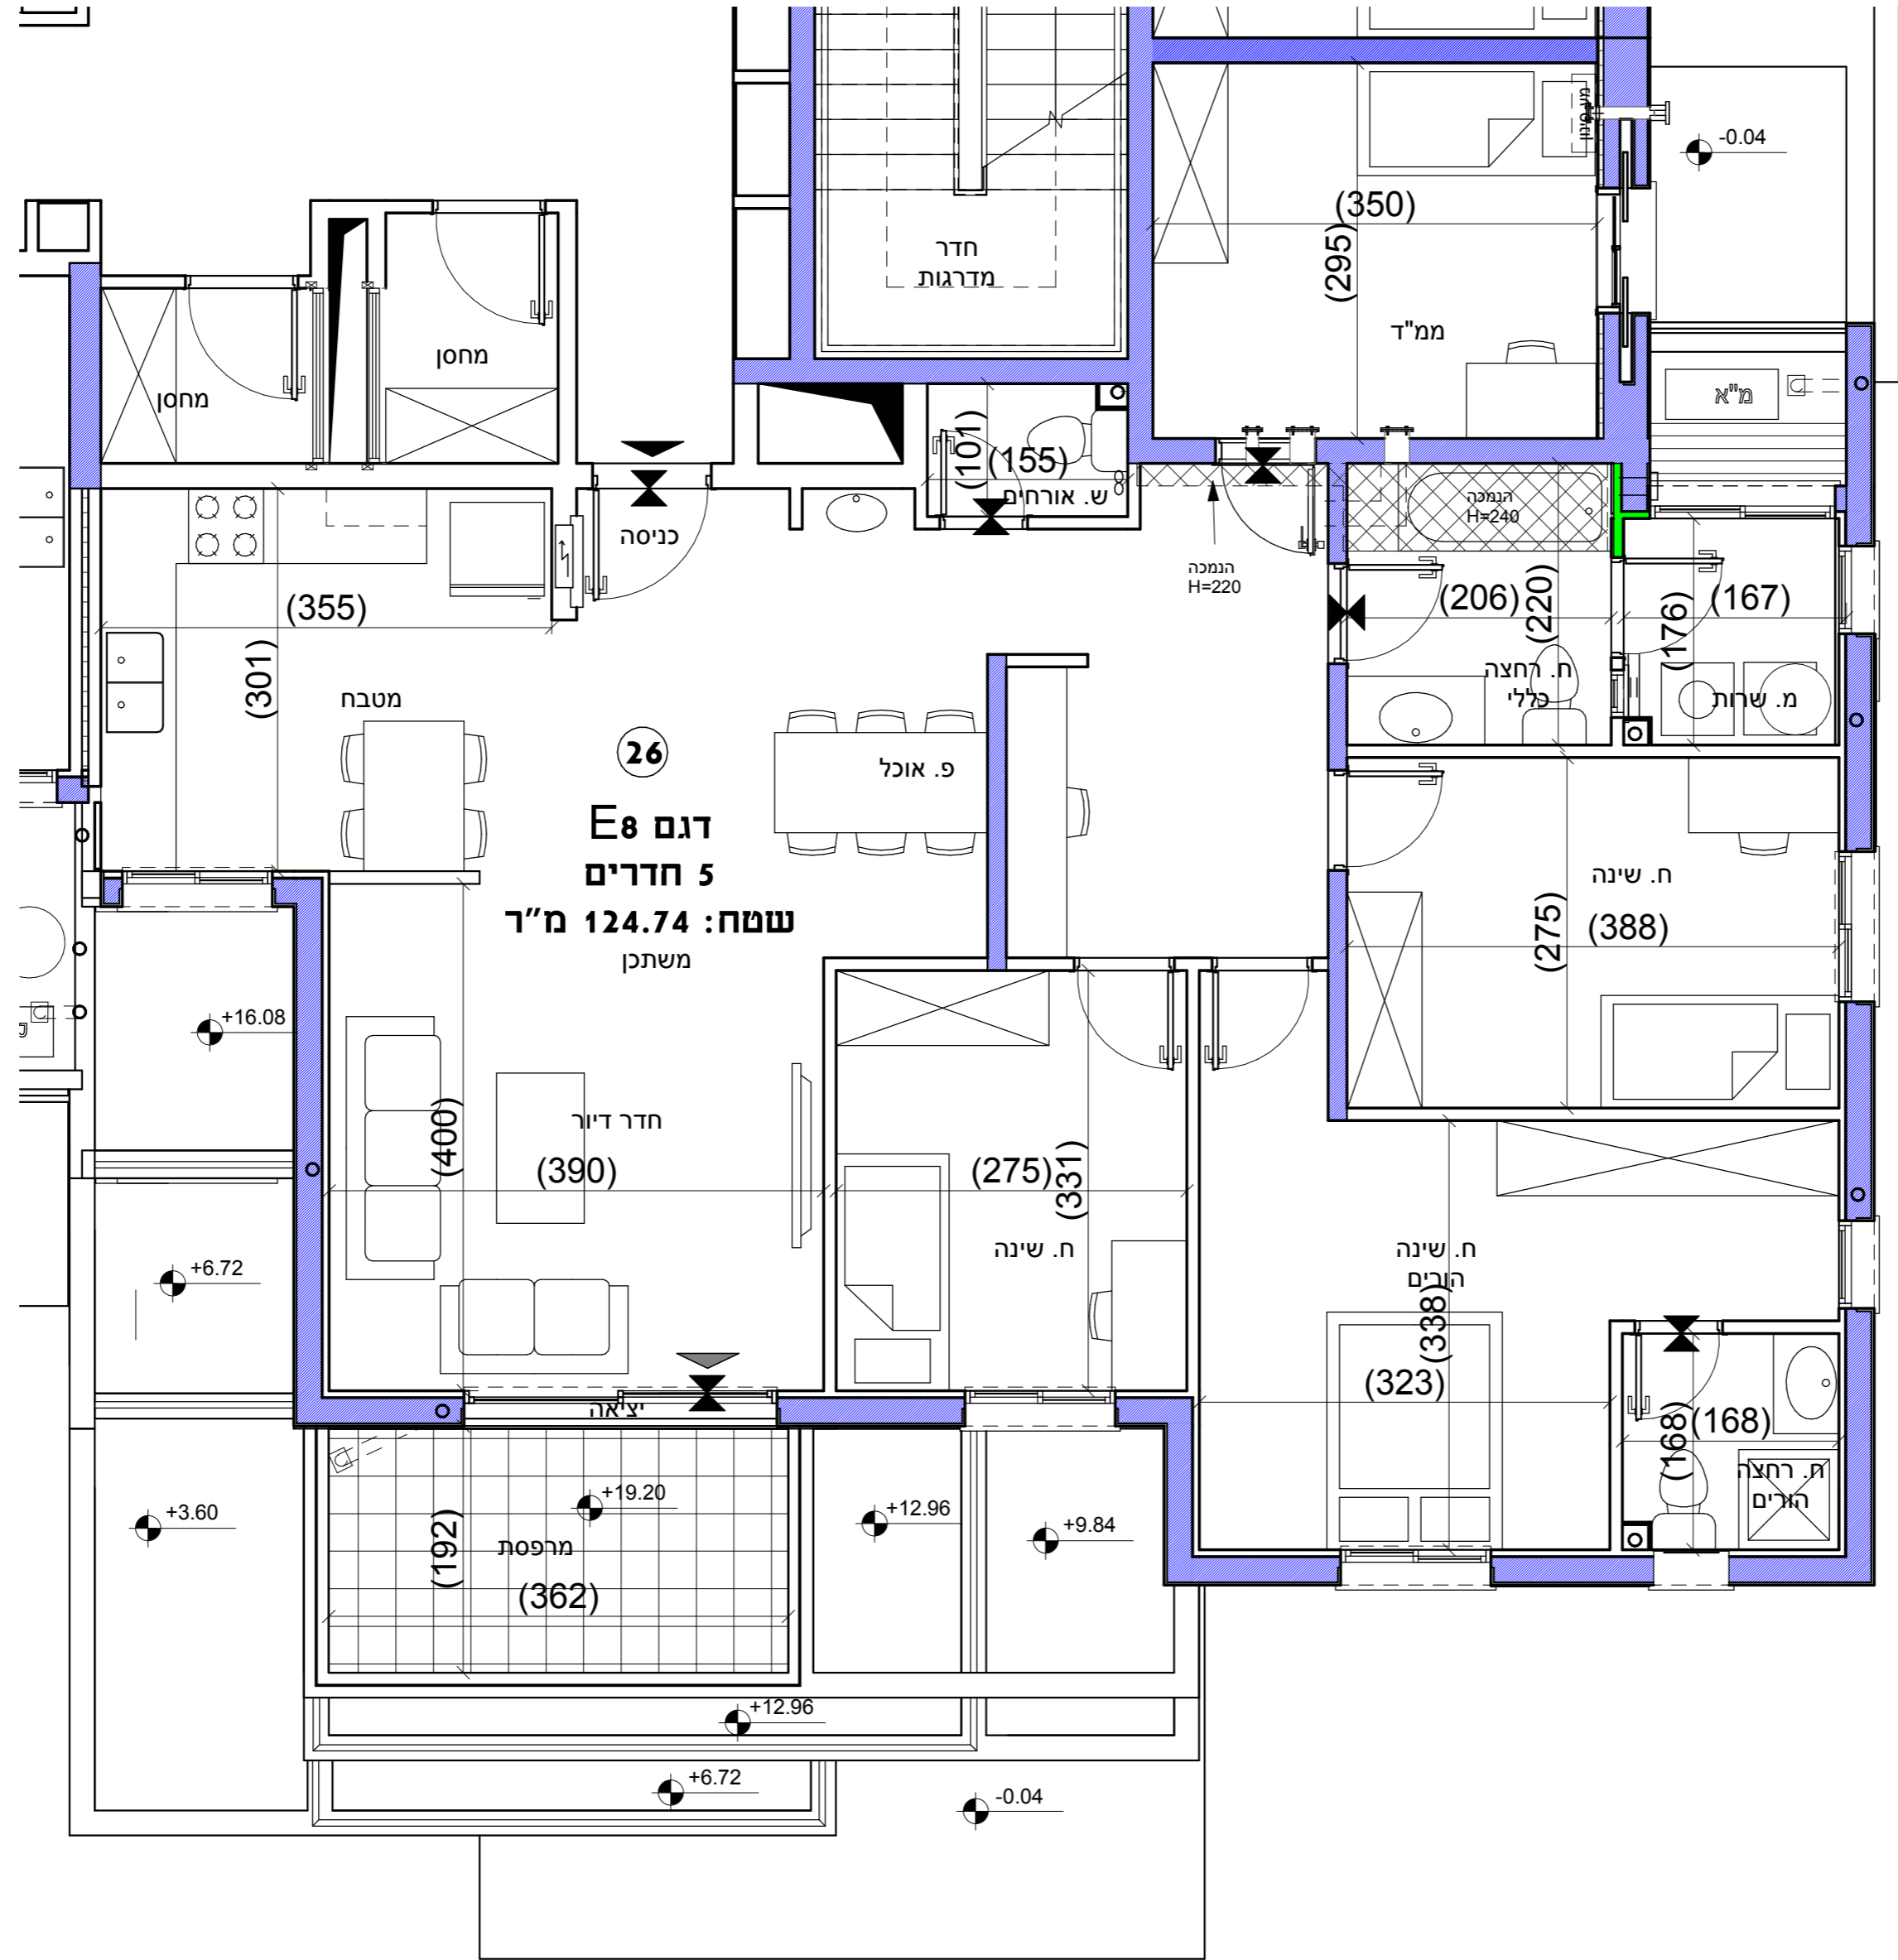 -0.04
(350)
(295)
חדר
מדרגות
ממ"ד
מ"א
מחסן
מחסן
(101)
(155)
ש. אורחים
כניסה
הנמכה
H=220
הנמכה
H=240
(355)
(301)
מטבח
(206)
(220)
ח. רחצה
כללי
(167)
(176)
מ. שרות
26
דגם E8
5 חדרים
שטח: 124.74 מ"ר
משתכן
פ. אוכל
ח. שינה
(388)
(275)
+16.08
חדר דיור
(400)
(390)
(275)
(331)
ח. שינה
+6.72
ח. שינה
הורים
(338)
(323)
(168)
(168)
ח. רחצה
הורים
יציאה
+3.60
+19.20
מרפסת
(192)
(362)
+12.96
+9.84
+12.96
+6.72
-0.04